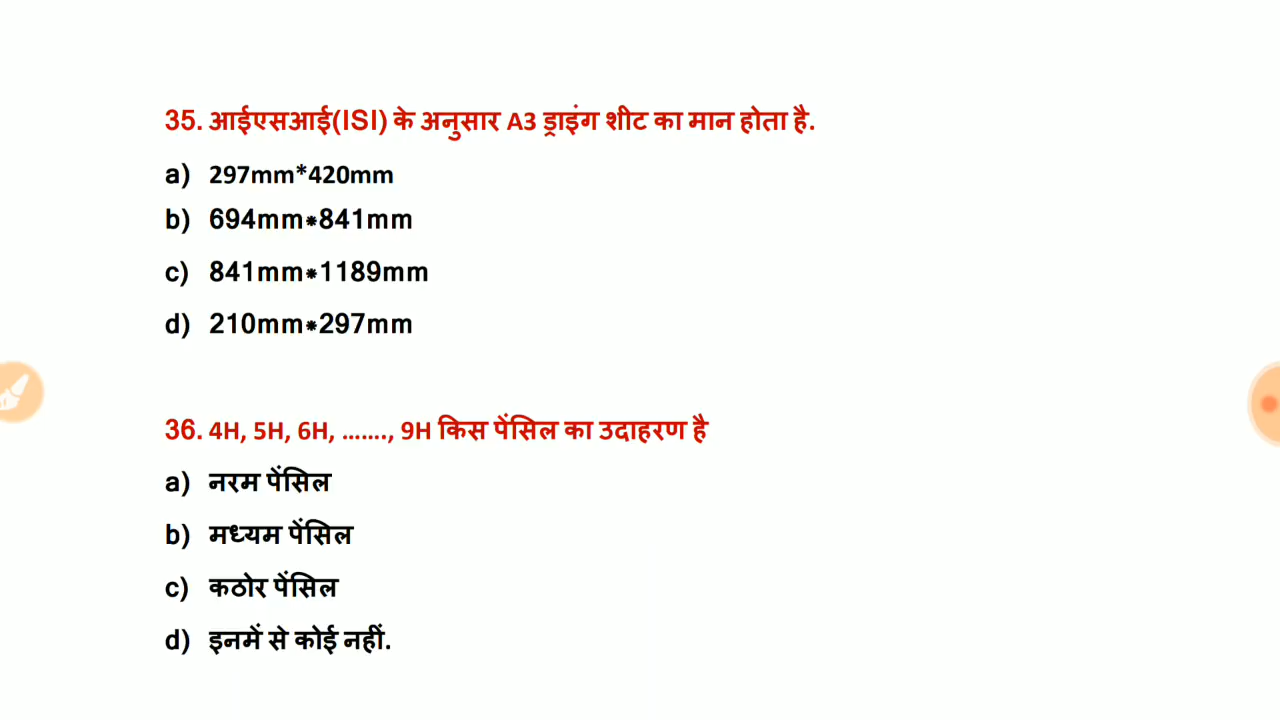 35. आईएसआई(ISI) के अनुसार A3 ड्राइंग शीट का मान होता है.
a) 297mm*420mm
b) 694mm*841mm
c) 841mm*1189mm
d) 210mm*297mm
36. 4H, 5H, 6H, ......., 9H किस पेंसिल का उदाहरण है
a) नरम पेंसिल
b) मध्यम पेंसिल
c) कठोर पेंसिल
d) इनमें से कोई नहीं.